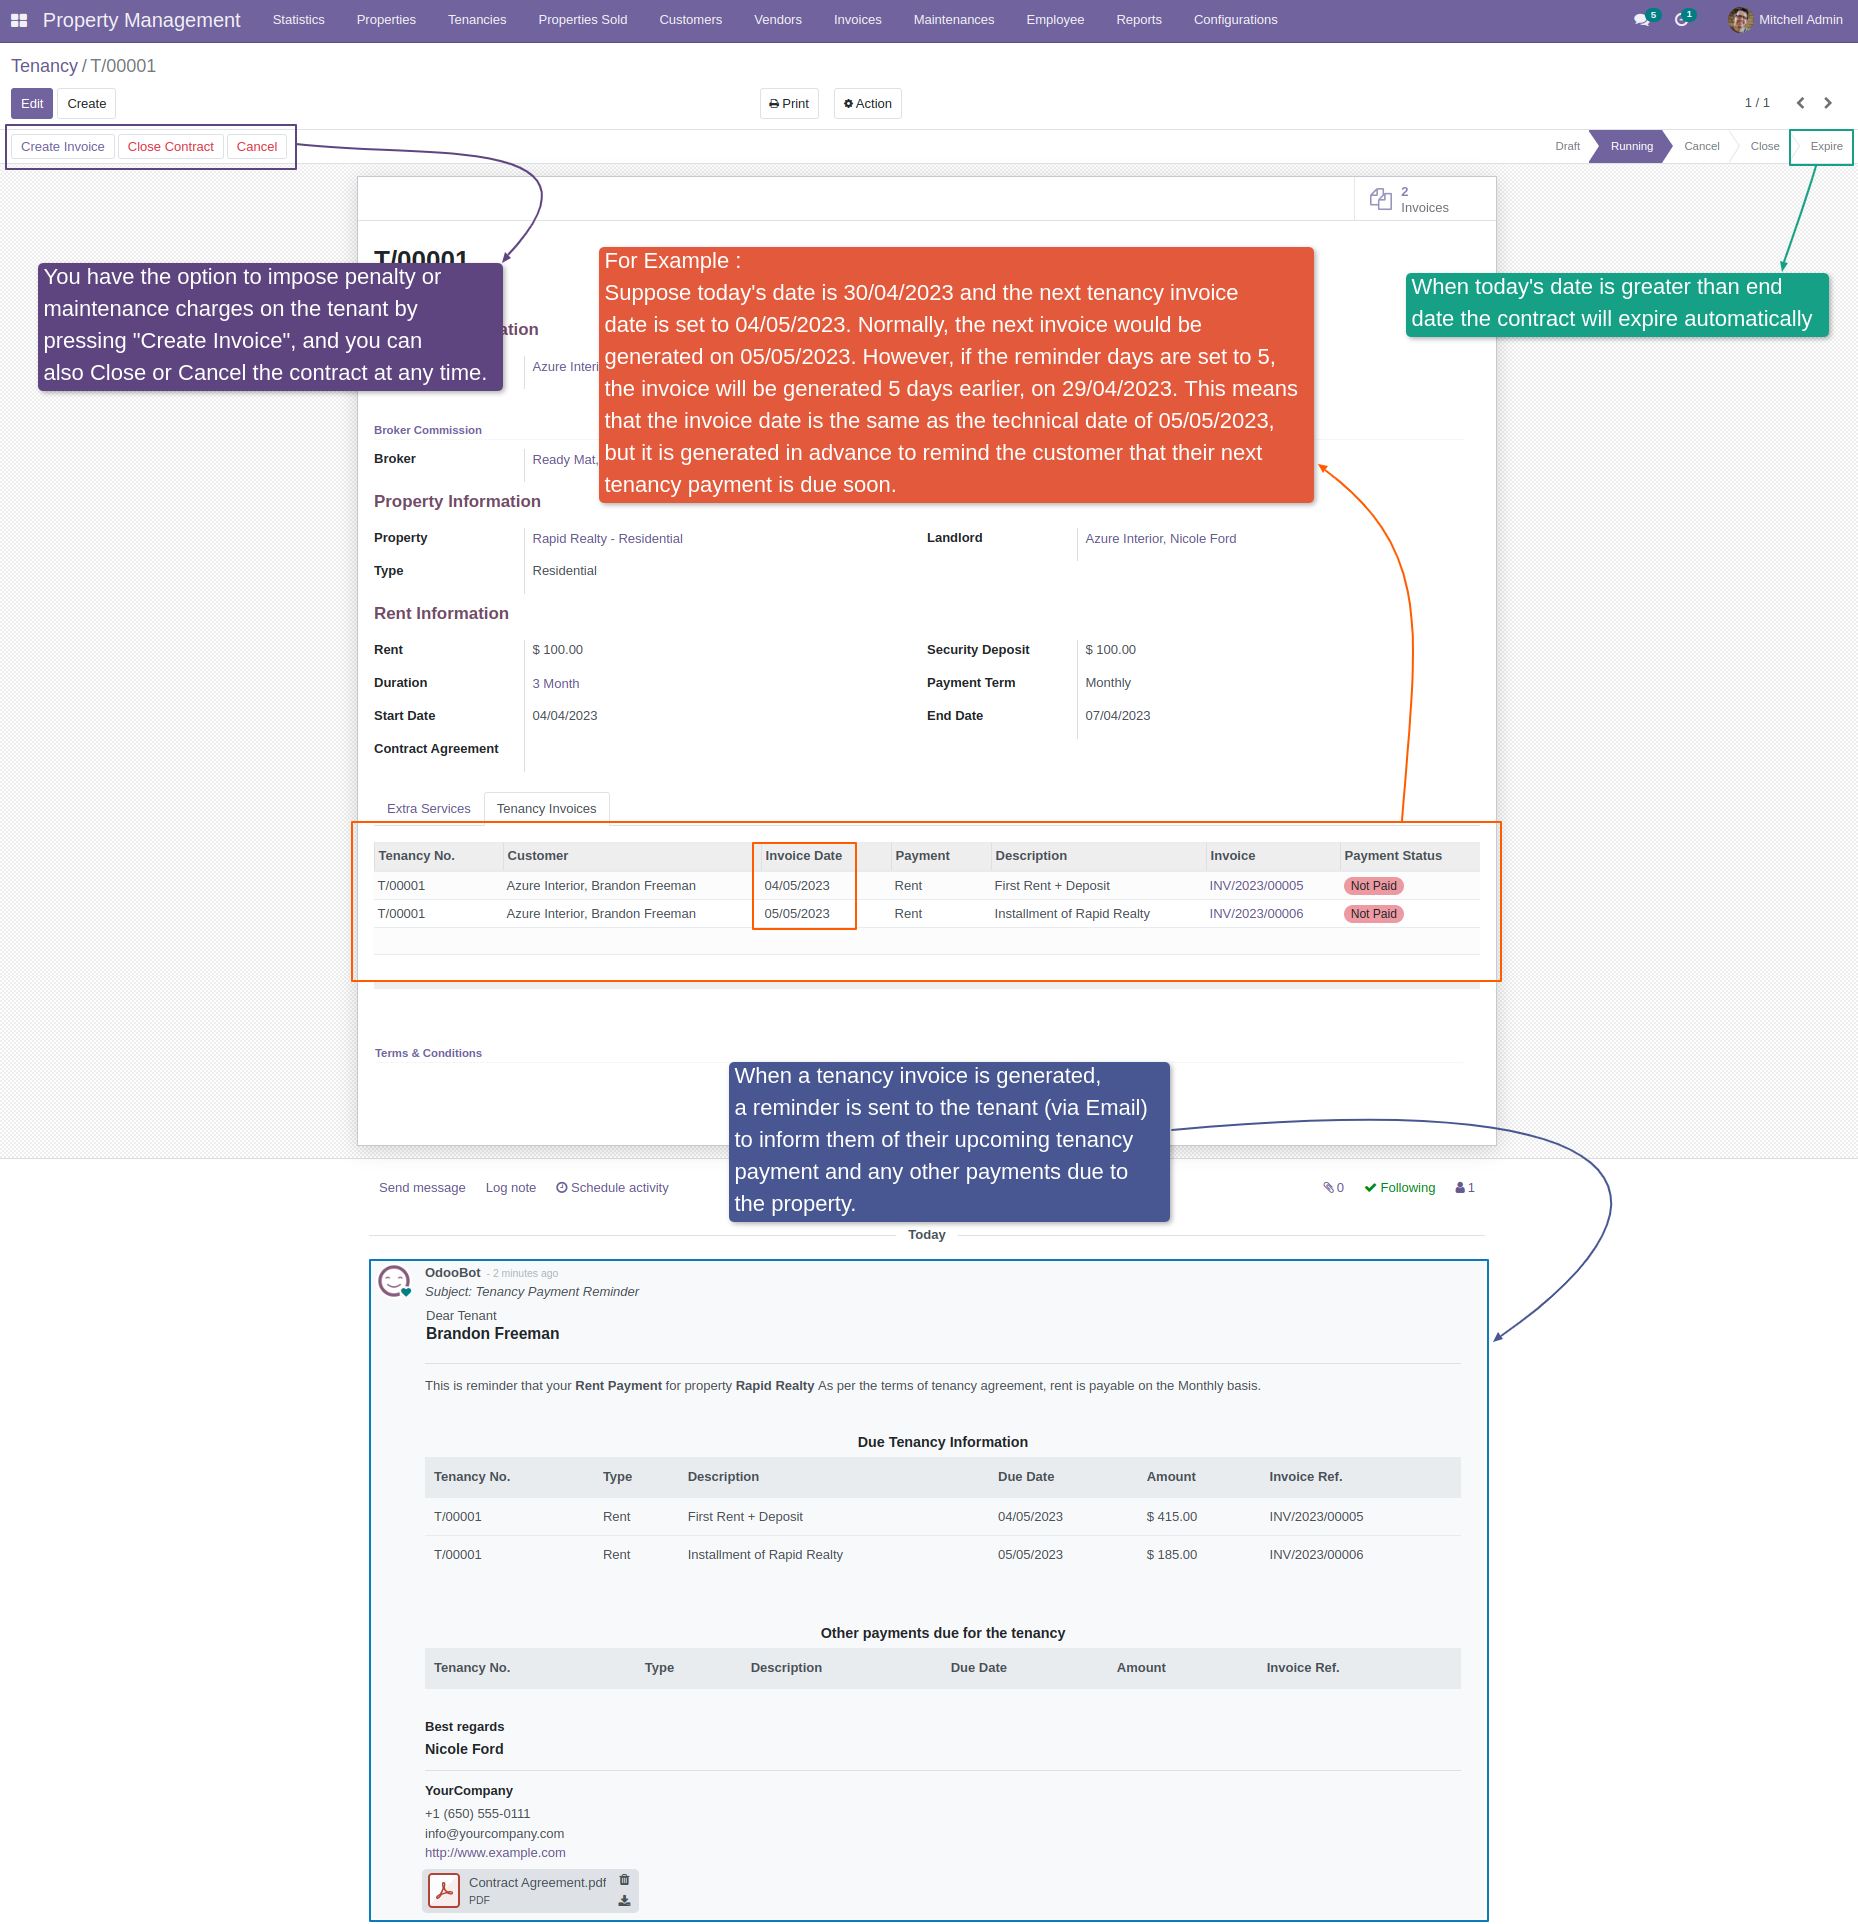 Property Management Statistics Properties Tenancies Properties Sold Customers Vendors Invoices Maintenances Employee Reports Configurations 5 1 Mitchell Admin
Tenancy / T/00001
Edit Create Print Action 1 / 1
Create Invoice Close Contract Cancel Draft Running Cancel Close Expire
2
Invoices
T/00001
You have the option to impose penalty or
maintenance charges on the tenant by
pressing "Create Invoice", and you can
also Close or Cancel the contract at any time.
For Example :
Suppose today's date is 30/04/2023 and the next tenancy invoice
date is set to 04/05/2023. Normally, the next invoice would be
generated on 05/05/2023. However, if the reminder days are set to 5,
the invoice will be generated 5 days earlier, on 29/04/2023. This means
that the invoice date is the same as the technical date of 05/05/2023,
but it is generated in advance to remind the customer that their next
tenancy payment is due soon.
When today's date is greater than end
date the contract will expire automatically
Broker Commission
Broker Ready Mat,
Property Information
Property Rapid Realty - Residential Landlord Azure Interior, Nicole Ford
Type Residential
Rent Information
Rent $ 100.00 Security Deposit $ 100.00
Duration 3 Month Payment Term Monthly
Start Date 04/04/2023 End Date 07/04/2023
Contract Agreement
Extra Services Tenancy Invoices
Tenancy No. Customer Invoice Date Payment Description Invoice Payment Status
T/00001 Azure Interior, Brandon Freeman 04/05/2023 Rent First Rent + Deposit INV/2023/00005 Not Paid
T/00001 Azure Interior, Brandon Freeman 05/05/2023 Rent Installment of Rapid Realty INV/2023/00006 Not Paid
Terms & Conditions
When a tenancy invoice is generated,
a reminder is sent to the tenant (via Email)
to inform them of their upcoming tenancy
payment and any other payments due to
the property.
Send message Log note Schedule activity 0 Following 1
Today
OdooBot - 2 minutes ago
Subject: Tenancy Payment Reminder
Dear Tenant
Brandon Freeman
This is reminder that your Rent Payment for property Rapid Realty As per the terms of tenancy agreement, rent is payable on the Monthly basis.
Due Tenancy Information
Tenancy No. Type Description Due Date Amount Invoice Ref.
T/00001 Rent First Rent + Deposit 04/05/2023 $ 415.00 INV/2023/00005
T/00001 Rent Installment of Rapid Realty 05/05/2023 $ 185.00 INV/2023/00006
Other payments due for the tenancy
Tenancy No. Type Description Due Date Amount Invoice Ref.
Best regards
Nicole Ford
YourCompany
+1 (650) 555-0111
info@yourcompany.com
http://www.example.com
Contract Agreement.pdf
PDF